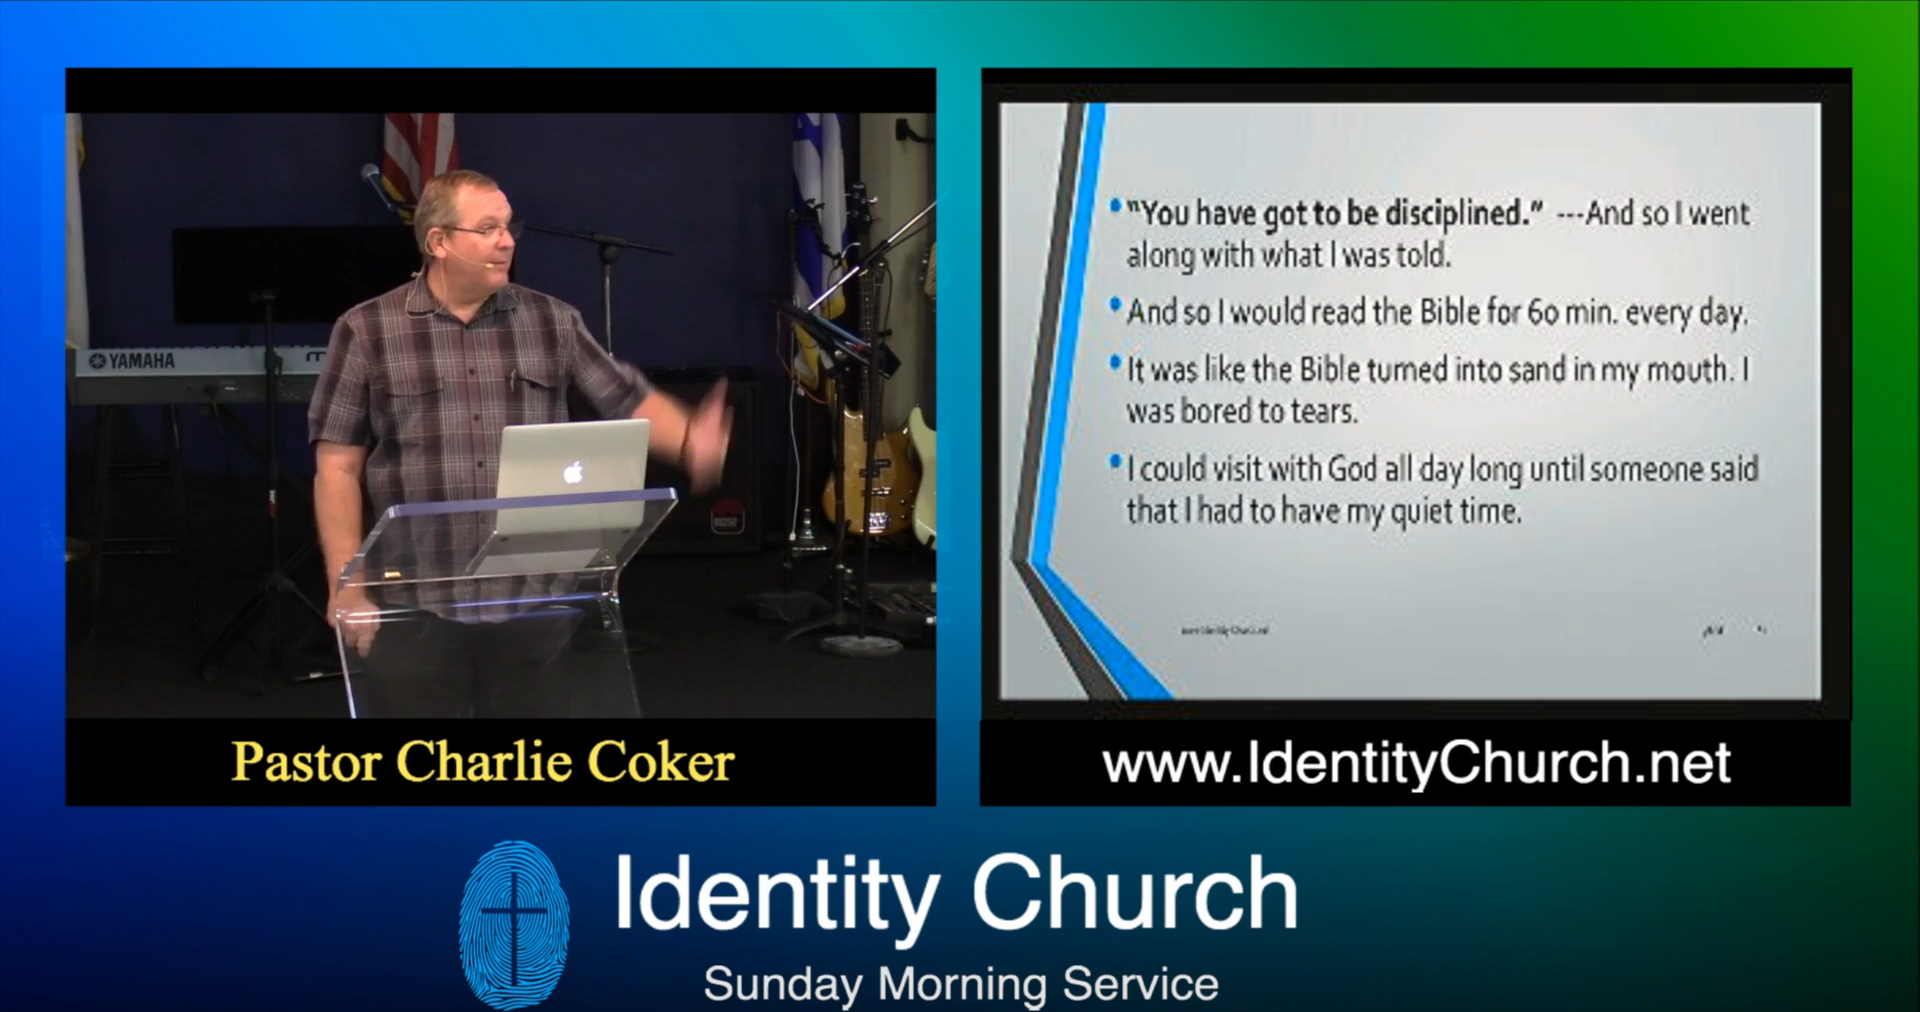 YAMAHA
Pastor Charlie Coker
• "You have got to be disciplined." ---And so I went
along with what I was told.
• And so I would read the Bible for 60 min. every day.
• It was like the Bible turned into sand in my mouth. I
was bored to tears.
• I could visit with God all day long until someone said
that I had to have my quiet time.
www.IdentityChurch.net
Identity Church
Sunday Morning Service